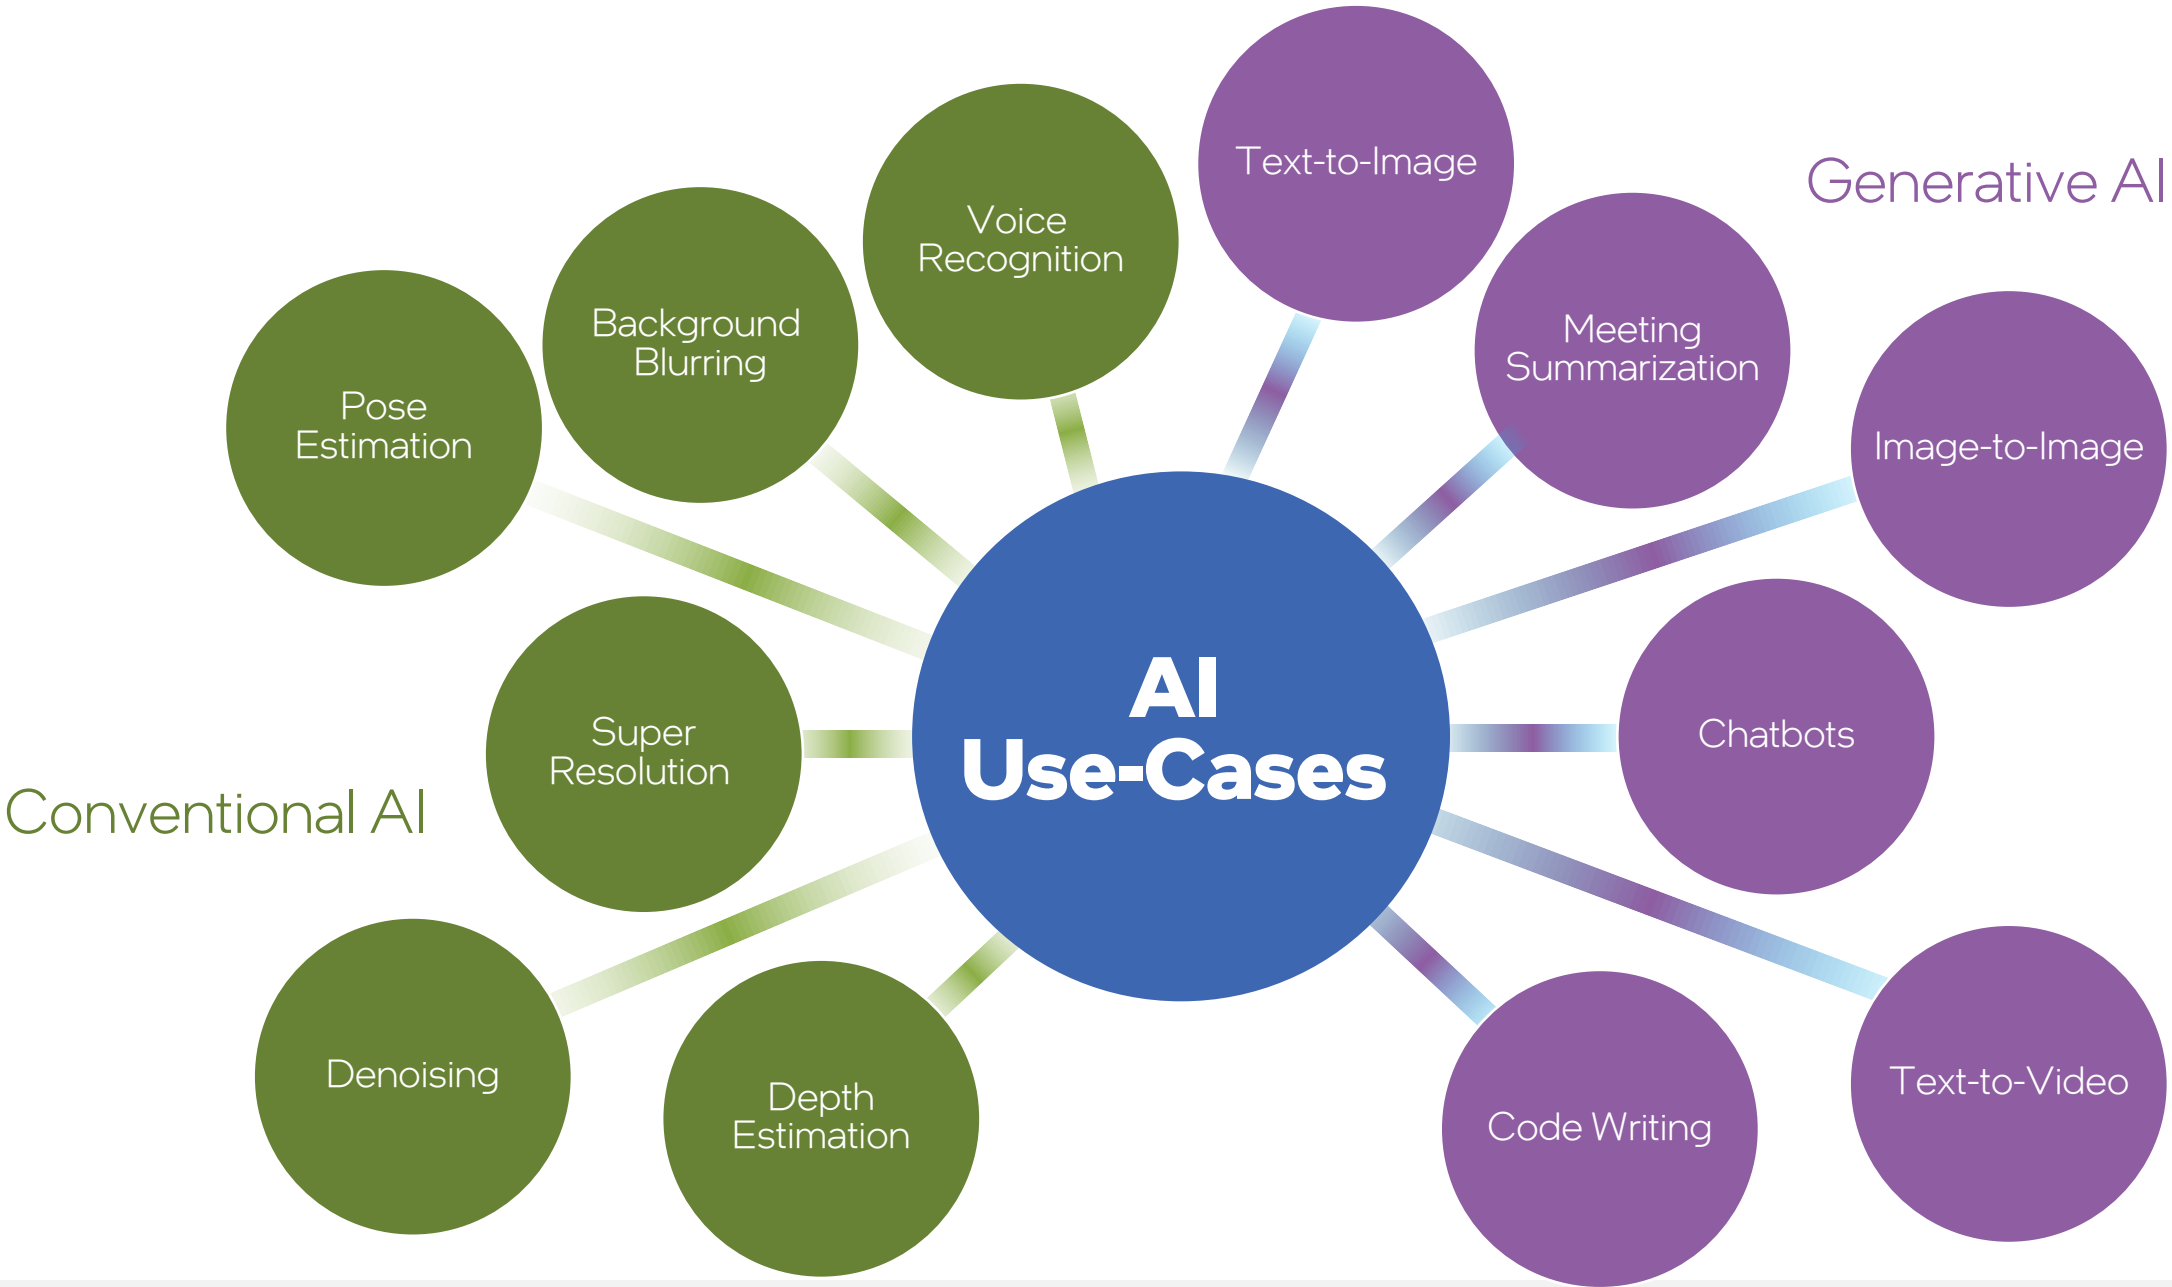 Text-to-Image
Generative AI
Voice
Recognition
Background
Blurring
Meeting
Summarization
Pose
Estimation
Image-to-Image
AI
Use-Cases
Super
Resolution
Chatbots
Conventional AI
Denoising
Depth
Estimation
Code Writing
Text-to-Video